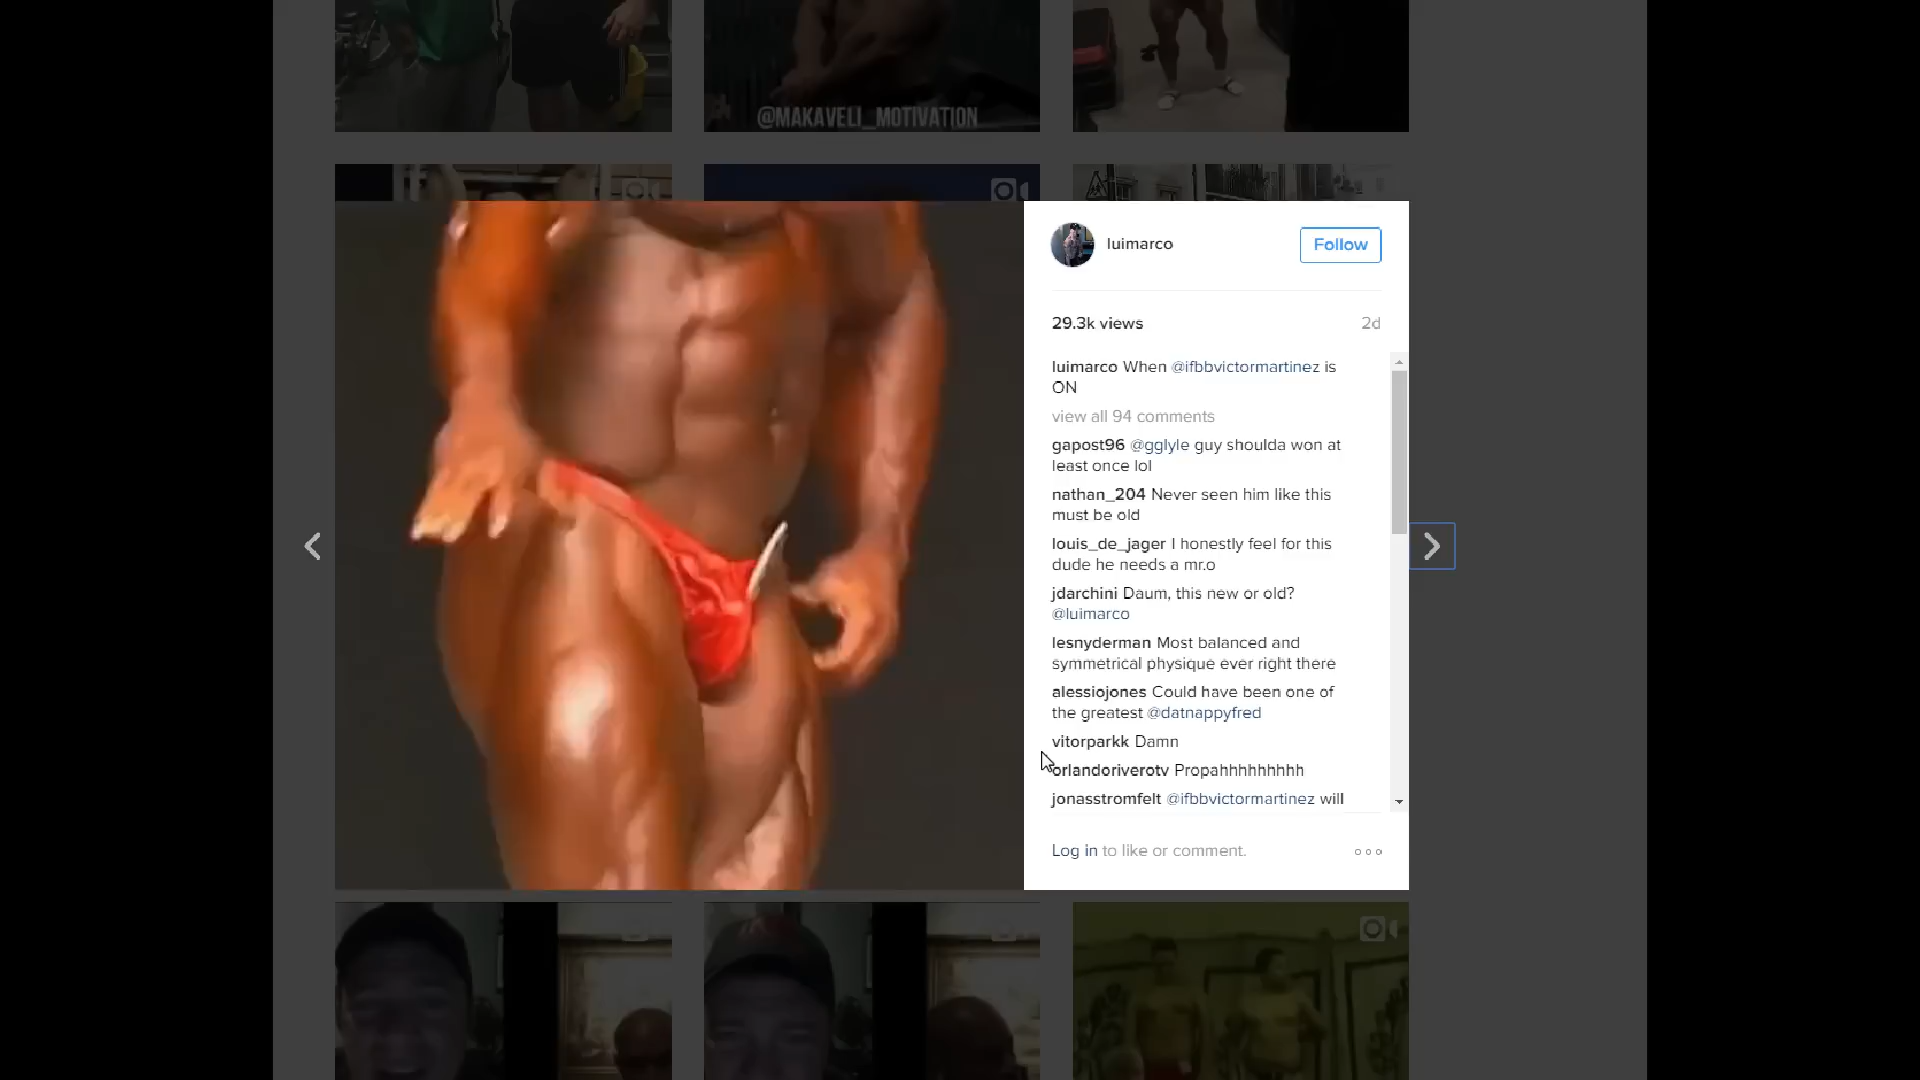 @MAKAVELI_MOTIVATION
luimarco
Follow
29.3k views
2d
luimarco When @ifbbvictormartinez is
ON
view all 94 comments
gapost96 @gglyle guy shoulda won at
least once lol
nathan_204 Never seen him like this
must be old
louis_de_jager I honestly feel for this
dude he needs a mr.o
jdarchini Daum, this new or old?
@luimarco
lesnyderman Most balanced and
symmetrical physique ever right there
alessiojones Could have been one of
the greatest @datnappyfred
vitorparkk Damn
orlandoriverotv Propahhhhhhhhh
jonasstromfelt @ifbbvictormartinez will
Log in to like or comment.